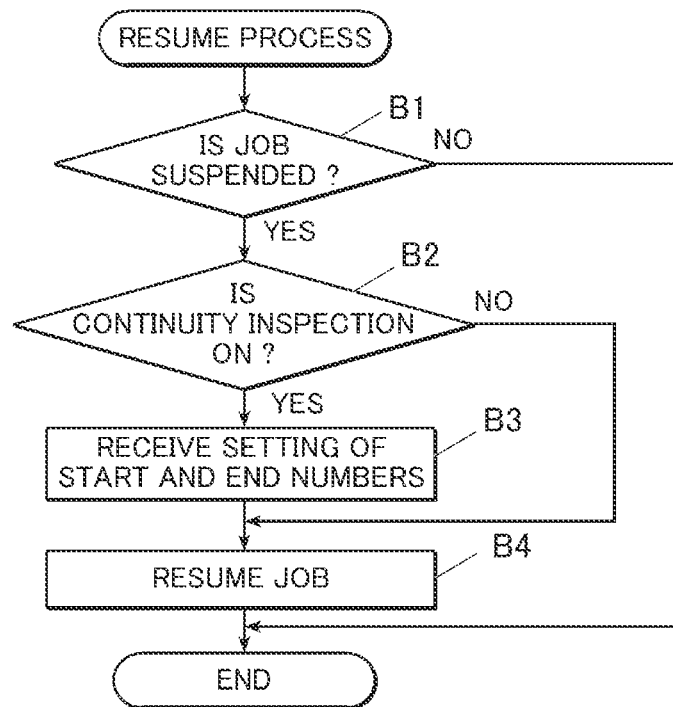 RESUME PROCESS
B1
IS JOB
SUSPENDED ?
NO
YES
B2
IS
CONTINUITY INSPECTION
ON ?
NO
YES
B3
RECEIVE SETTING OF
START AND END NUMBERS
B4
RESUME JOB
END